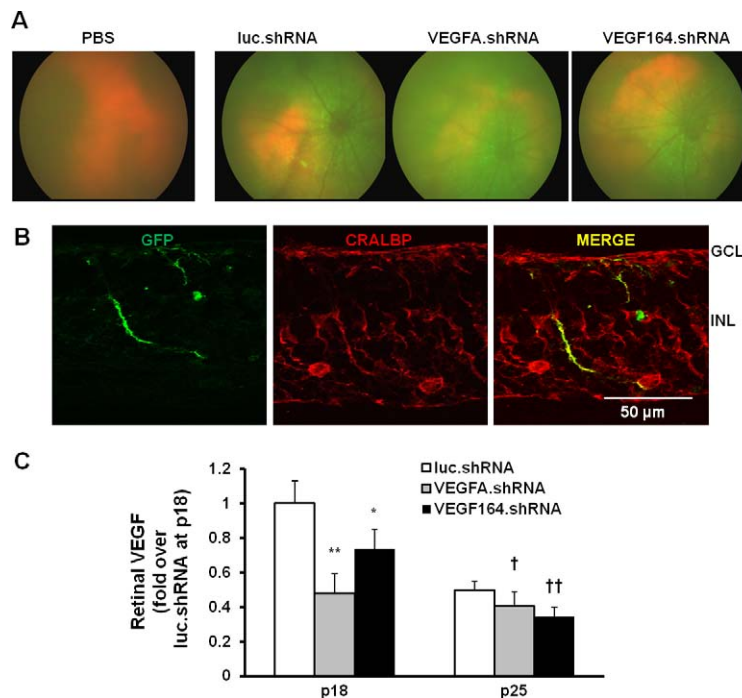 A
PBS
luc.shRNA
VEGFA.shRNA
VEGF164.shRNA
B
GFP
CRALBP
MERGE
GCL
INL
50 µm
C
Retinal VEGF
(fold over
luc.shRNA at p18)
1.2
1
0.8
0.6
0.4
0.2
0
luc.shRNA
VEGFA.shRNA
VEGF164.shRNA
**
*
†
††
p18
p25